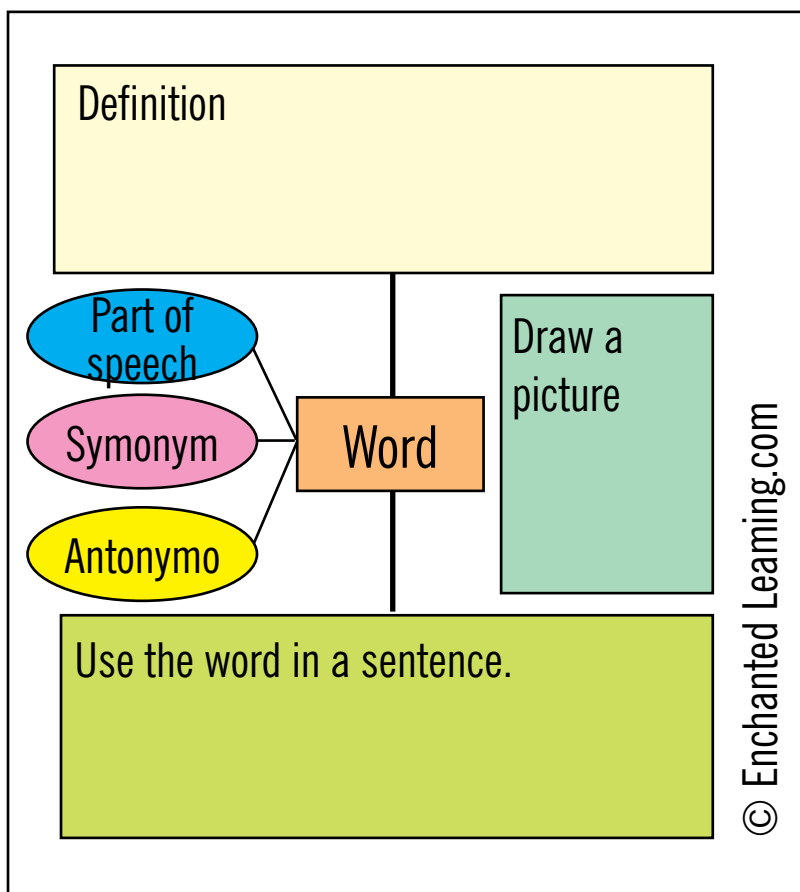 Definition
Part of
speech
Symonym
Antonymo
Word
Draw a
picture
Use the word in a sentence.
© Enchanted Leaming.com